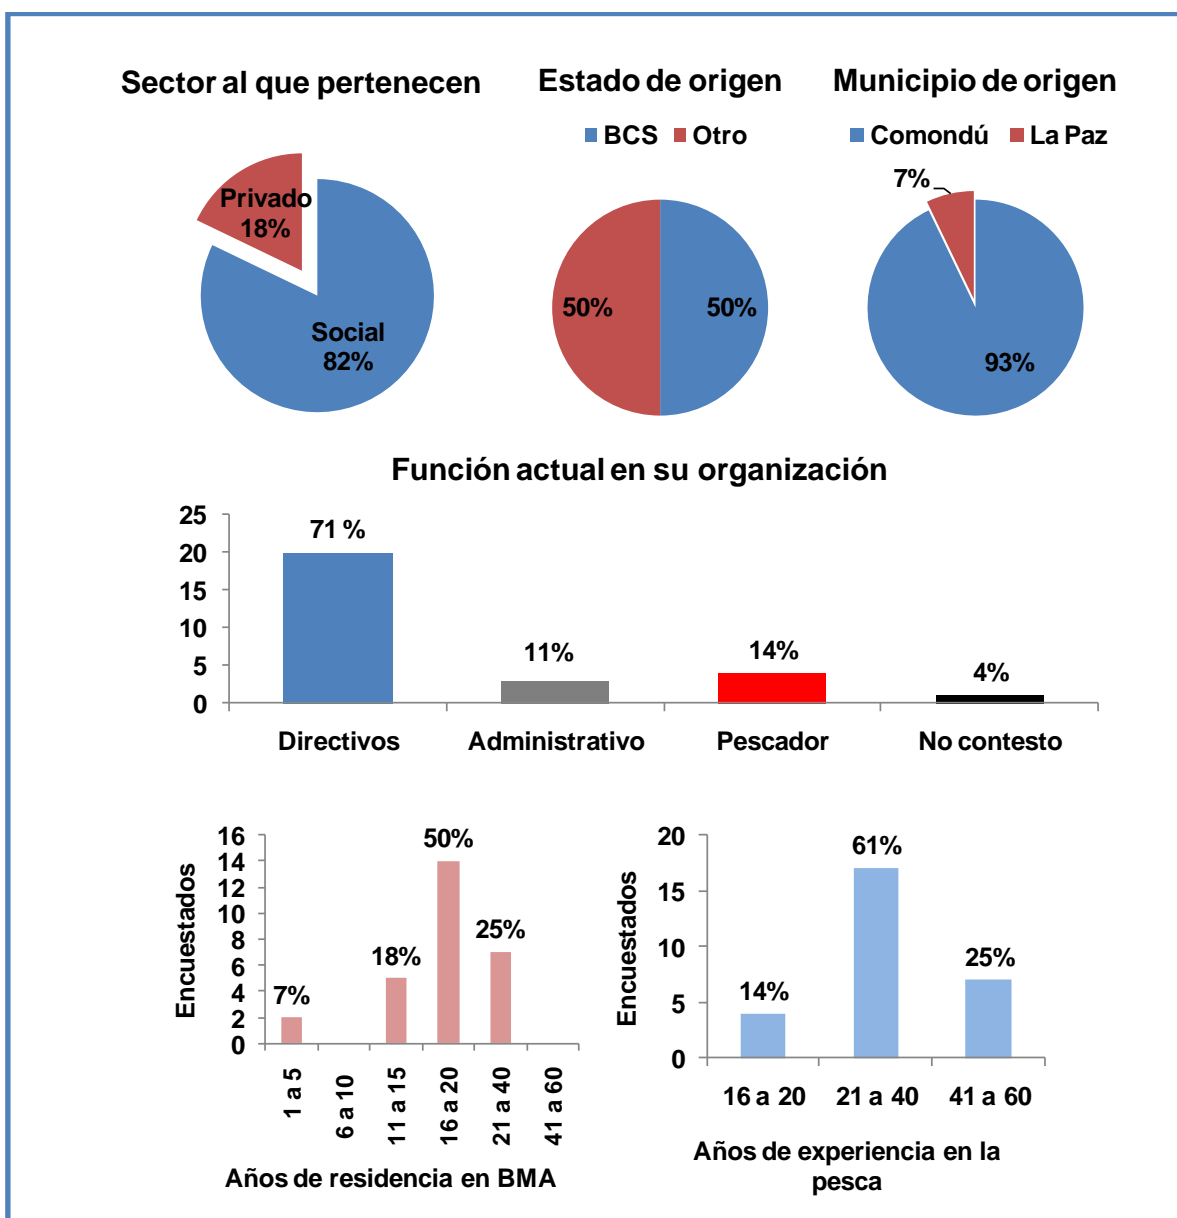 Sector al que pertenecen
Privado
18%
Social
82%
Estado de origen
BCS Otro
50%
50%
Municipio de origen
Comondú La Paz
7%
93%
Función actual en su organización
25
20
15
10
5
0
71 %
11%
14%
4%
Directivos Administrativo Pescador No contesto
Encuestados
16
14
12
10
8
6
4
2
0
7%
18%
50%
25%
1 a 5
6 a 10
11 a 15
16 a 20
21 a 40
41 a 60
Años de residencia en BMA
Encuestados
20
15
10
5
0
14%
61%
25%
16 a 20 21 a 40 41 a 60
Años de experiencia en la
pesca